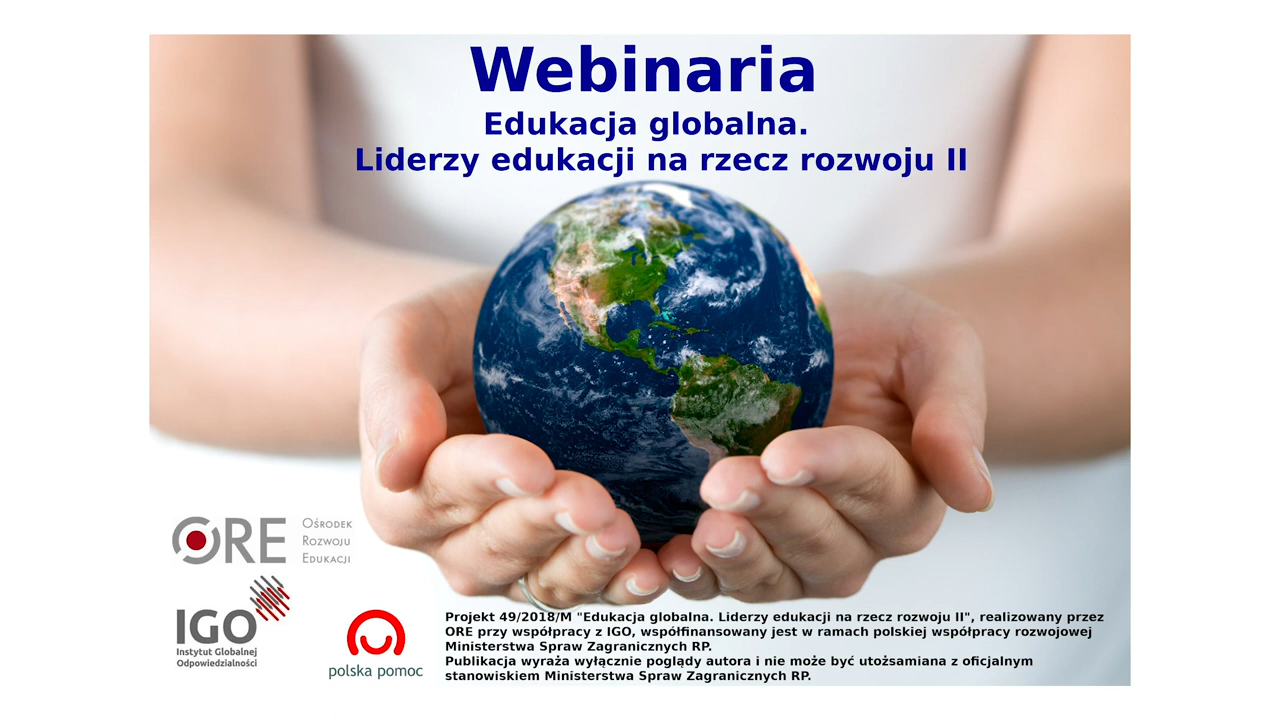 Webinaria
Edukacja globalna.
Liderzy edukacji na rzecz rozwoju II
ORE
Ośrodek
Rozwoju
Edukacji
IGO
Instytut Globalnej
Odpowiedzialności
polska pomoc
Projekt 49/2018/M "Edukacja globalna. Liderzy edukacji na rzecz rozwoju II", realizowany przez
ORE przy współpracy z IGO, współfinansowany jest w ramach polskiej współpracy rozwojowej
Ministerstwa Spraw Zagranicznych RP.
Publikacja wyraża wyłącznie poglądy autora i nie może być utożsamiana z oficjalnym
stanowiskiem Ministerstwa Spraw Zagranicznych RP.